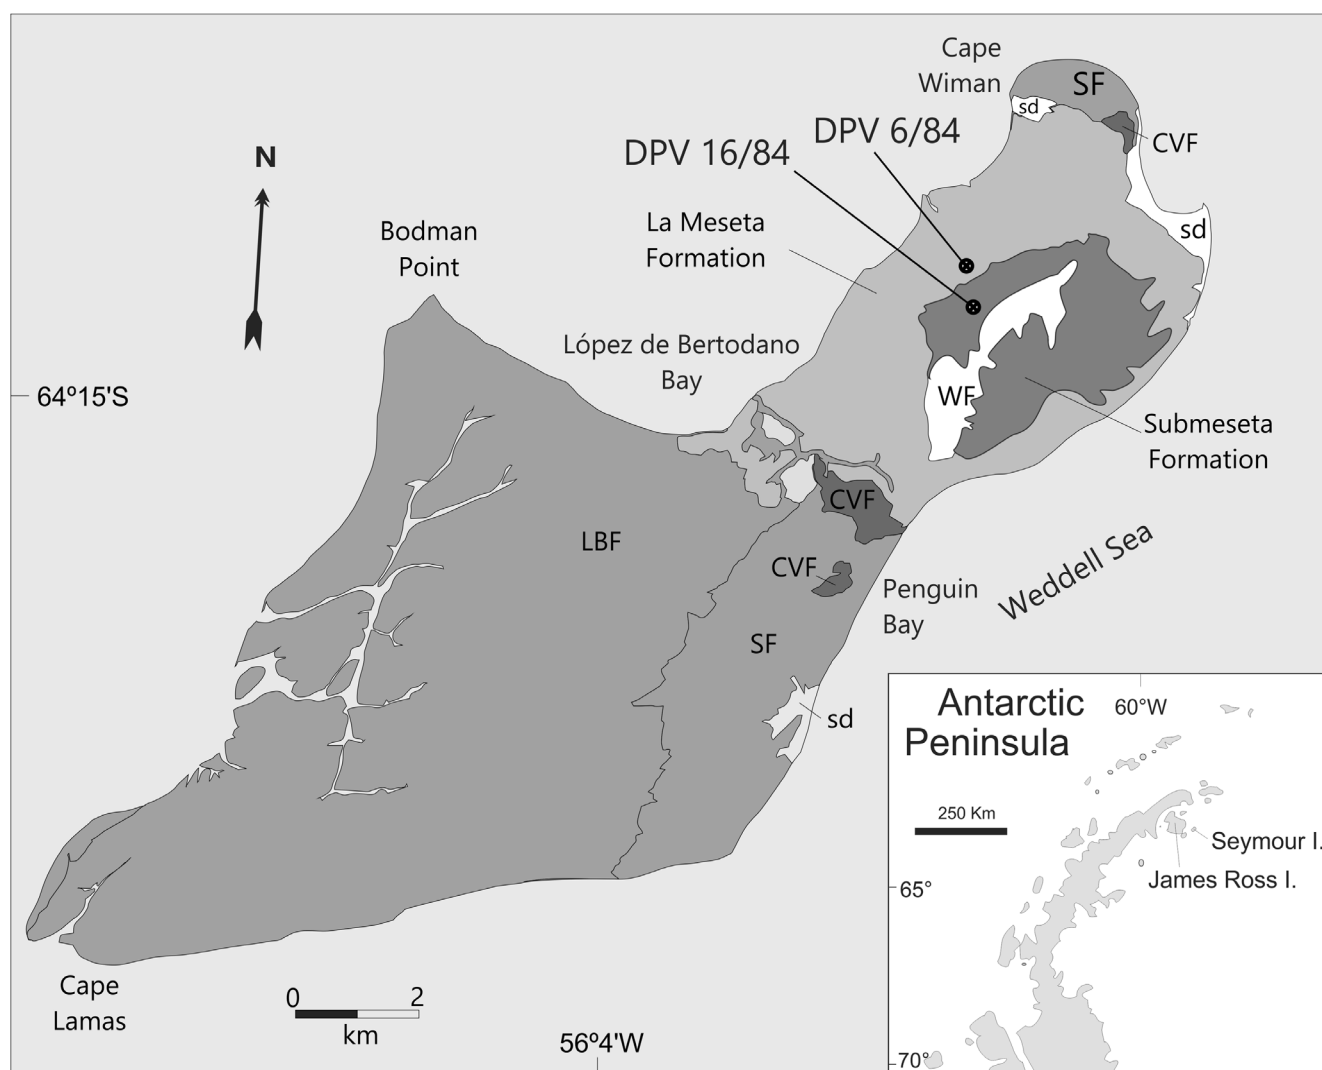 Cape
Wiman
SF
sd
CVF
DPV 6/84
DPV 16/84
N
La Meseta
Formation
sd
Bodman
Point
López de Bertodano
Bay
64º15'S
WF
Submeseta
Formation
CVF
LBF
CVF
Weddell Sea
Penguin
Bay
SF
sd
Antarctic
Peninsula
60°W
250 Km
Seymour I.
James Ross I.
65°
70°
Cape
Lamas
0 2
km
56º4'W